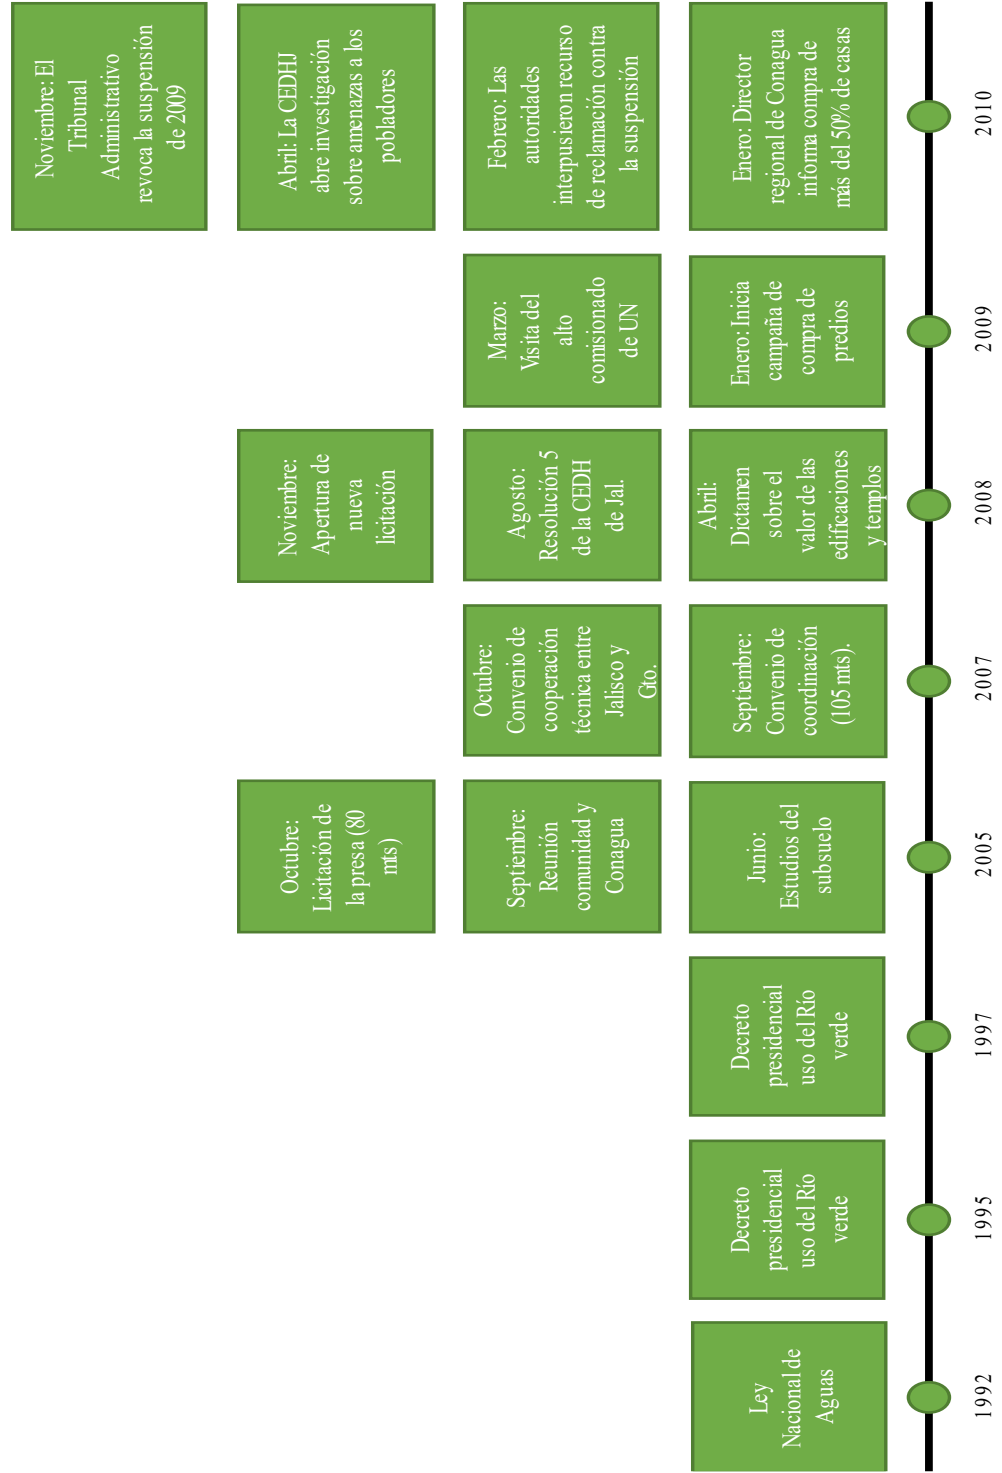 Noviembre: El
Tribunal
Administrativo
revoca la suspensión
de 2009
Abril: La CEDHJ
abre investigación
sobre amenazas a los
pobladores
Febrero: Las
autoridades
interpusieron recurso
de reclamación contra
la suspensión
Enero: Director
regional de Conagua
informa compra de
más del 50% de casas
2010
Marzo:
Visita del
alto
comisionado
de UN
Enero: Inicia
campaña de
compra de
predios
2009
Noviembre:
Apertura de
nueva
licitación
Agosto:
Resolución 5
de la CEDH
de Jal.
Abril:
Dictamen
sobre el
valor de las
edificaciones
y templos
2008
Octubre:
Convenio de
cooperación
técnica entre
Jalisco y
Gto.
Septiembre:
Convenio de
coordinación
(105 mts).
2007
Octubre:
Licitación de
la presa (80
mts)
Septiembre:
Reunión
comunidad y
Conagua
Junio:
Estudios del
subsuelo
2005
Decreto
presidencial
uso del Río
verde
1997
Decreto
presidencial
uso del Río
verde
1995
Ley
Nacional de
Aguas
1992